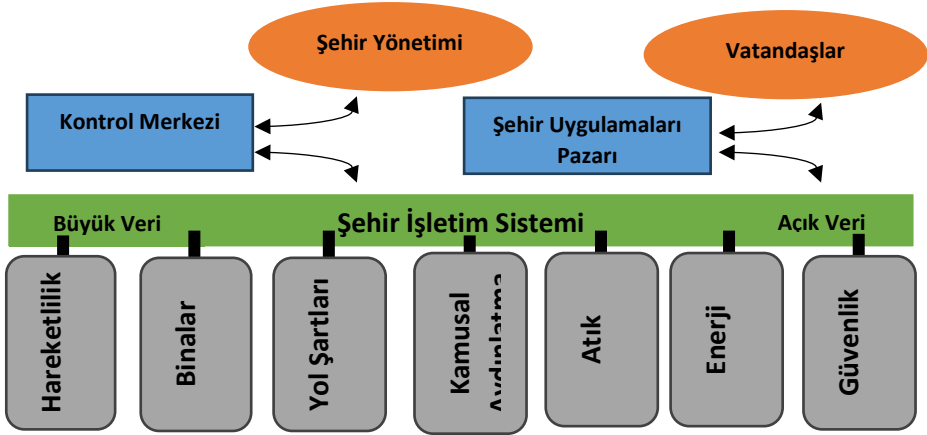 Şehir Yönetimi
Vatandaşlar
Kontrol Merkezi
Şehir Uygulamaları
Pazarı
Büyük Veri
Şehir İşletim Sistemi
Açık Veri
Hareketlilik
Binalar
Yol Şartları
Kamusal
Aydınlatma
Atık
Enerji
Güvenlik